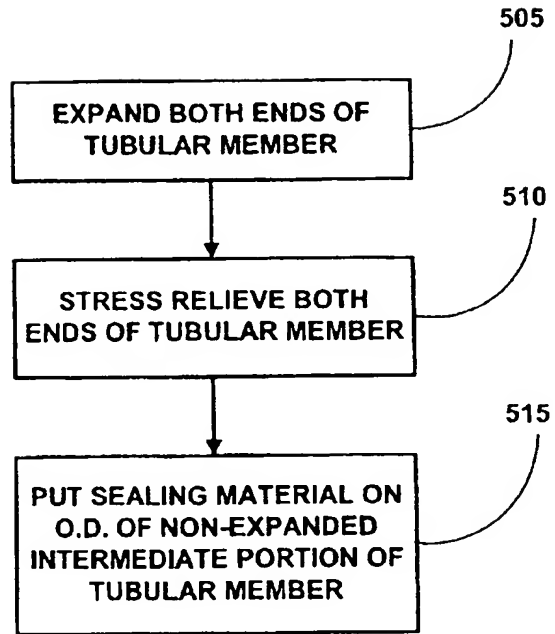 505
EXPAND BOTH ENDS OF
TUBULAR MEMBER
510
STRESS RELIEVE BOTH
ENDS OF TUBULAR MEMBER
515
PUT SEALING MATERIAL ON
O.D. OF NON-EXPANDED
INTERMEDIATE PORTION OF
TUBULAR MEMBER